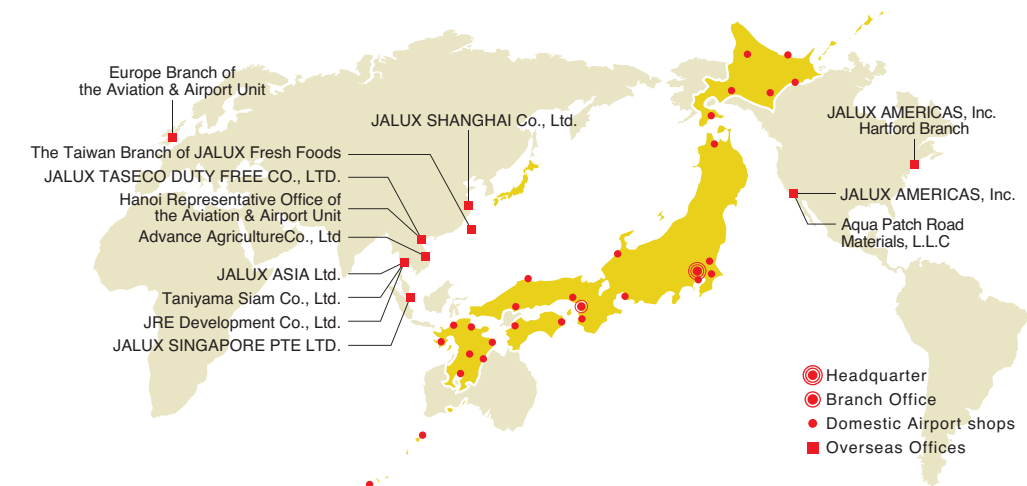 Europe Branch of
the Aviation & Airport Unit
JALUX SHANGHAI Co., Ltd.
The Taiwan Branch of JALUX Fresh Foods
JALUX TASECO DUTY FREE CO., LTD.
Hanoi Representative Office of
the Aviation & Airport Unit
Advance AgricultureCo., Ltd
JALUX ASIA Ltd.
Taniyama Siam Co., Ltd.
JRE Development Co., Ltd.
JALUX SINGAPORE PTE LTD.
JALUX AMERICAS, Inc.
Hartford Branch
JALUX AMERICAS, Inc.
Aqua Patch Road
Materials, L.L.C
Headquarter
Branch Office
Domestic Airport shops
Overseas Offices